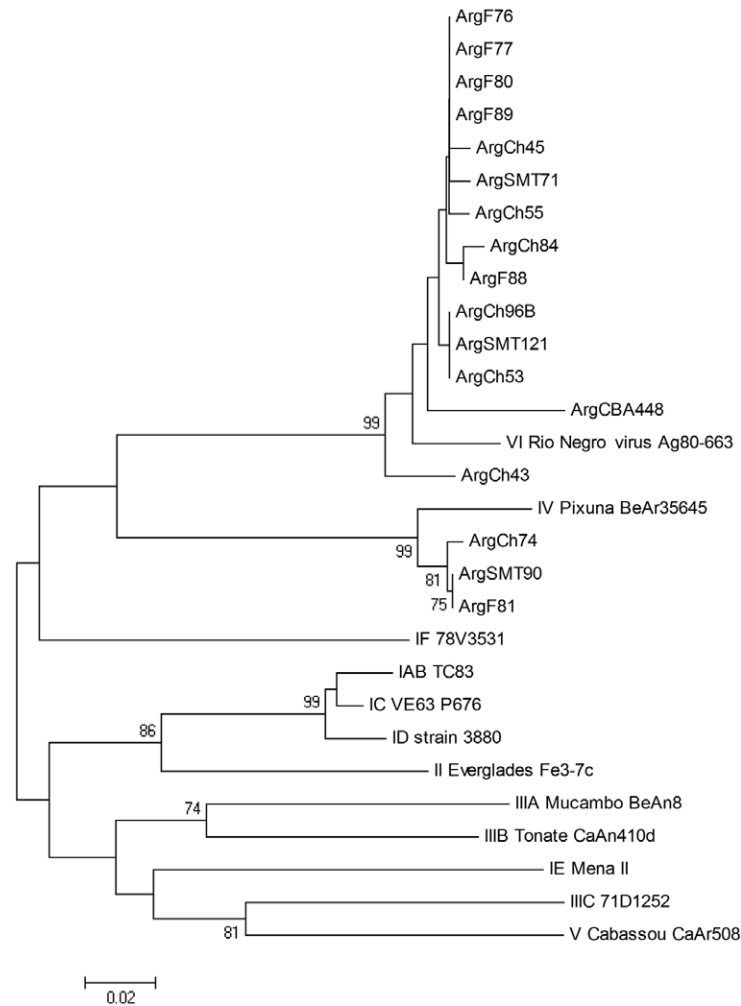 ArgF76
ArgF77
ArgF80
ArgF89
ArgCh45
ArgSMT71
ArgCh55
ArgCh84
ArgF88
ArgCh96B
ArgSMT121
ArgCh53
ArgCBA448
99
VI Rio Negro virus Ag80-663
ArgCh43
IV Pixuna BeAr35645
99
ArgCh74
81
ArgSMT90
75
ArgF81
IF 78V3531
IAB TC83
99
IC VE63 P676
86
ID strain 3880
II Everglades Fe3-7c
74
IIIA Mucambo BeAn8
IIIB Tonate CaAn410d
IE Mena II
IIIC 71D1252
81
V Cabassou CaAr508
0.02